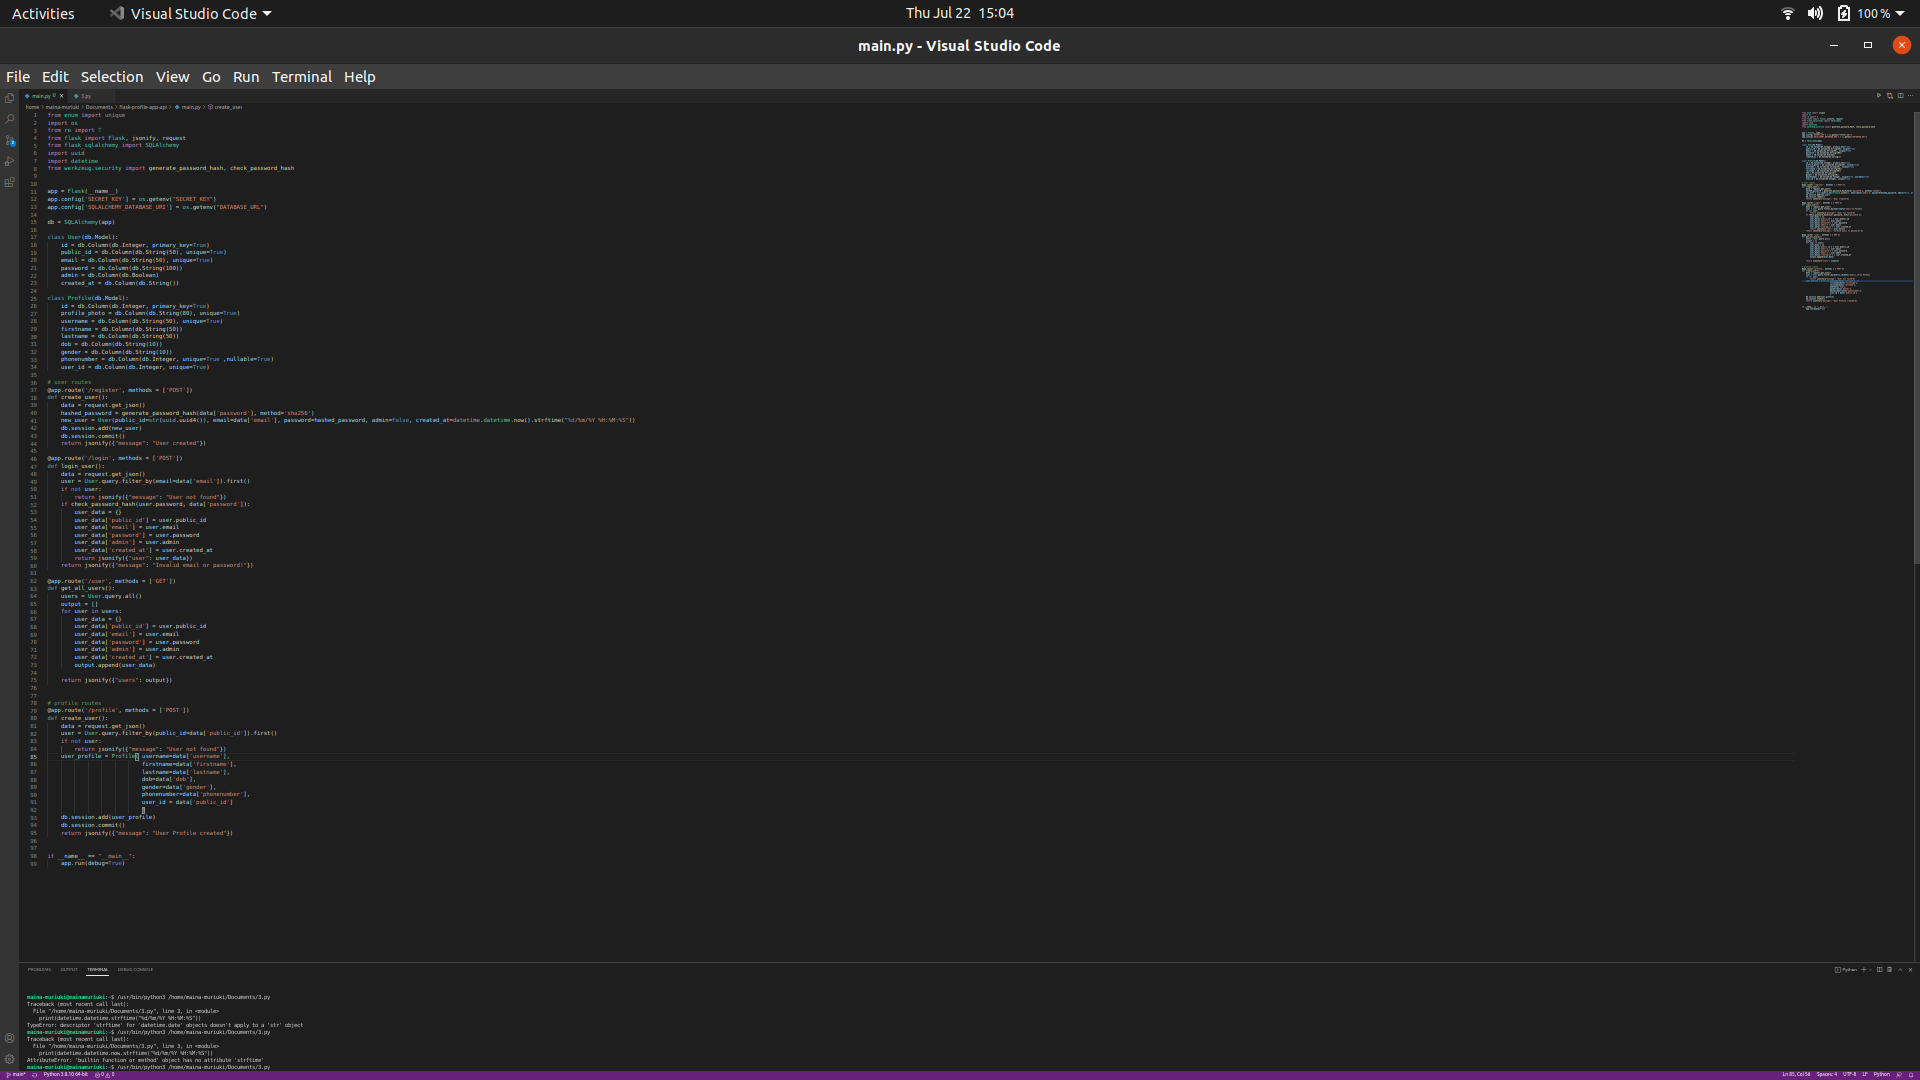 Activities Visual Studio Code Thu Jul 22 15:04 100 %
main.py - Visual Studio Code
File Edit Selection View Go Run Terminal Help
main.py 3.py
home > maina-muriuki > Documents > flask-profile-app-api > main.py > create_user
1 from enum import unique
2 import os
3 from re import T
4 from flask import Flask, jsonify, request
5 from flask_sqlalchemy import SQLAlchemy
6 import uuid
7 import datetime
8 from werkzeug.security import generate_password_hash, check_password_hash
9
10
11 app = Flask(__name__)
12 app.config['SECRET_KEY'] = os.getenv("SECRET_KEY")
13 app.config['SQLALCHEMY_DATABASE_URI'] = os.getenv("DATABASE_URL")
14
15 db = SQLAlchemy(app)
16
17 class User(db.Model):
18 id = db.Column(db.Integer, primary_key=True)
19 public_id = db.Column(db.String(50), unique=True)
20 email = db.Column(db.String(50), unique=True)
21 password = db.Column(db.String(100))
22 admin = db.Column(db.Boolean)
23 created_at = db.Column(db.String())
24
25 class Profile(db.Model):
26 id = db.Column(db.Integer, primary_key=True)
27 profile_photo = db.Column(db.String(80), unique=True)
28 username = db.Column(db.String(50), unique=True)
29 firstname = db.Column(db.String(50))
30 lastname = db.Column(db.String(50))
31 dob = db.Column(db.String(10))
32 gender = db.Column(db.String(10))
33 phonenumber = db.Column(db.Integer, unique=True ,nullable=True)
34 user_id = db.Column(db.Integer, unique=True)
35
36 # user routes
37 @app.route('/register', methods = ['POST'])
38 def create_user():
39 data = request.get_json()
40 hashed_password = generate_password_hash(data['password'], method='sha256')
41 new_user = User(public_id=str(uuid.uuid4()), email=data['email'], password=hashed_password, admin=False, created_at=datetime.datetime.now().strftime("%d/%m/%Y %H:%M:%S"))
42 db.session.add(new_user)
43 db.session.commit()
44 return jsonify({"message": "User created"})
45
46 @app.route('/login', methods = ['POST'])
47 def login_user():
48 data = request.get_json()
49 user = User.query.filter_by(email=data['email']).first()
50 if not user:
51 return jsonify({"message": "User not found"})
52 if check_password_hash(user.password, data['password']):
53 user_data = {}
54 user_data['public_id'] = user.public_id
55 user_data['email'] = user.email
56 user_data['password'] = user.password
57 user_data['admin'] = user.admin
58 user_data['created_at'] = user.created_at
59 return jsonify({"user": user_data})
60 return jsonify({"message": "Invalid email or password!"})
61
62 @app.route('/user', methods = ['GET'])
63 def get_all_users():
64 users = User.query.all()
65 output = []
66 for user in users:
67 user_data = {}
68 user_data['public_id'] = user.public_id
69 user_data['email'] = user.email
70 user_data['password'] = user.password
71 user_data['admin'] = user.admin
72 user_data['created_at'] = user.created_at
73 output.append(user_data)
74
75 return jsonify({"users": output})
76
77
78 # profile routes
79 @app.route('/profile', methods = ['POST'])
80 def create_user():
81 data = request.get_json()
82 user = User.query.filter_by(public_id=data['public_id']).first()
83 if not user:
84 return jsonify({"message": "User not found"})
85 user_profile = Profile( username=data['username'],
86 firstname=data['firstname'],
87 lastname=data['lastname'],
88 dob=data['dob'],
89 gender=data['gender'],
90 phonenumber=data['phonenumber'],
91 user_id = data['public_id']
92 )
93 db.session.add(user_profile)
94 db.session.commit()
95 return jsonify({"message": "User Profile created"})
96
97
98 if __name__ == "__main__":
99 app.run(debug=True)
PROBLEMS OUTPUT TERMINAL DEBUG CONSOLE Python
maina-muriuki@mainamuriuki:~$ /usr/bin/python3 /home/maina-muriuki/Documents/3.py
Traceback (most recent call last):
File "/home/maina-muriuki/Documents/3.py", line 3, in <module>
print(datetime.datetime.strftime("%d/%m/%Y %H:%M:%S"))
TypeError: descriptor 'strftime' for 'datetime.date' objects doesn't apply to a 'str' object
maina-muriuki@mainamuriuki:~$ /usr/bin/python3 /home/maina-muriuki/Documents/3.py
Traceback (most recent call last):
File "/home/maina-muriuki/Documents/3.py", line 3, in <module>
print(datetime.datetime.now.strftime("%d/%m/%Y %H:%M:%S"))
AttributeError: 'builtin_function_or_method' object has no attribute 'strftime'
maina-muriuki@mainamuriuki:~$ /usr/bin/python3 /home/maina-muriuki/Documents/3.py
main* Python 3.8.10 64-bit 0 0 Ln 85, Col 56 Spaces: 4 UTF-8 LF Python